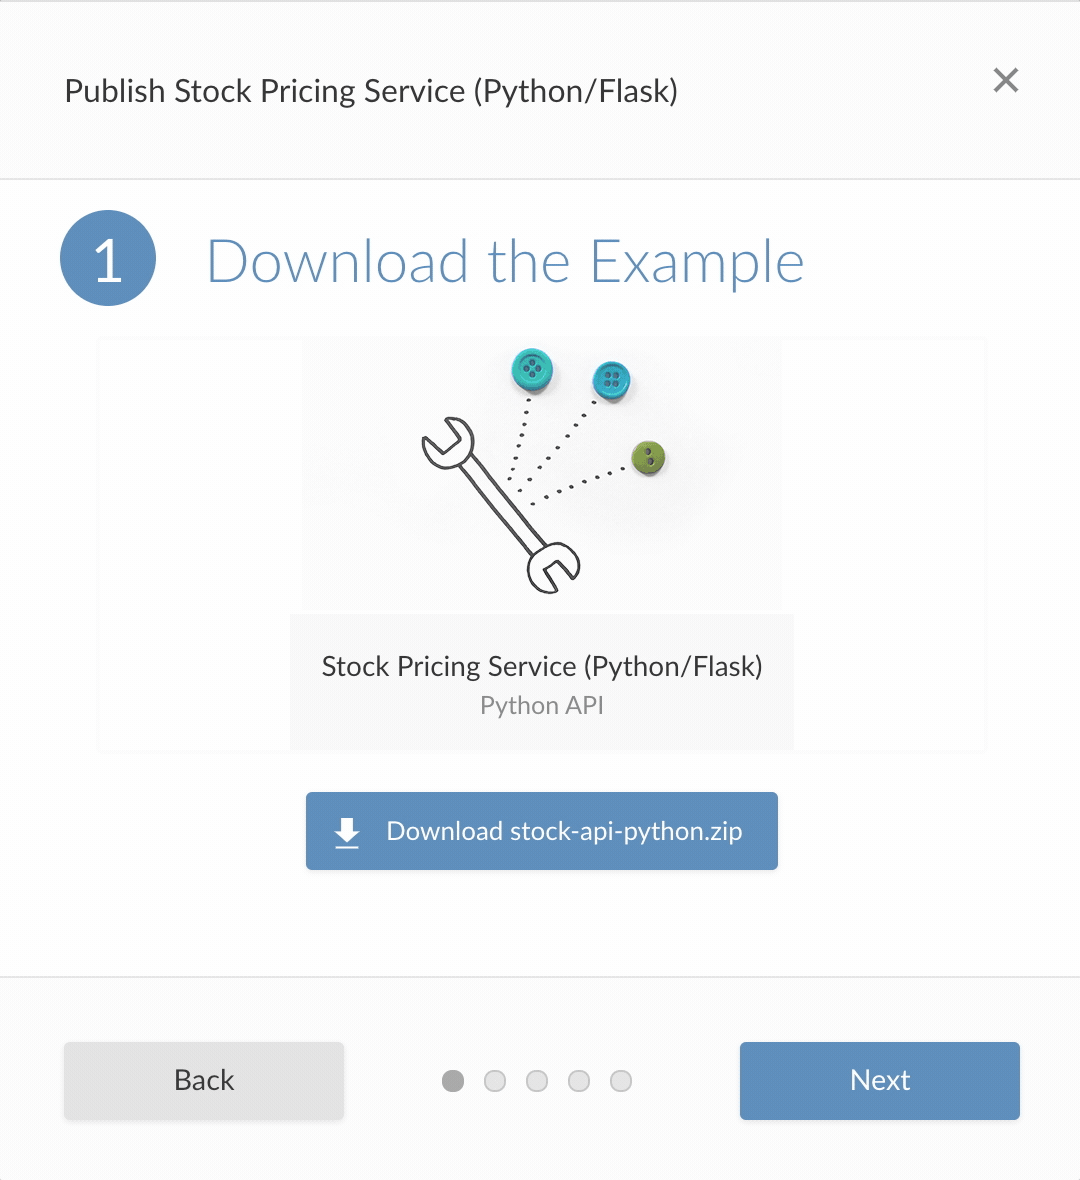 Publish Stock Pricing Service (Python/Flask)
1 Download the Example
Stock Pricing Service (Python/Flask)
Python API
Download stock-api-python.zip
Back
Next